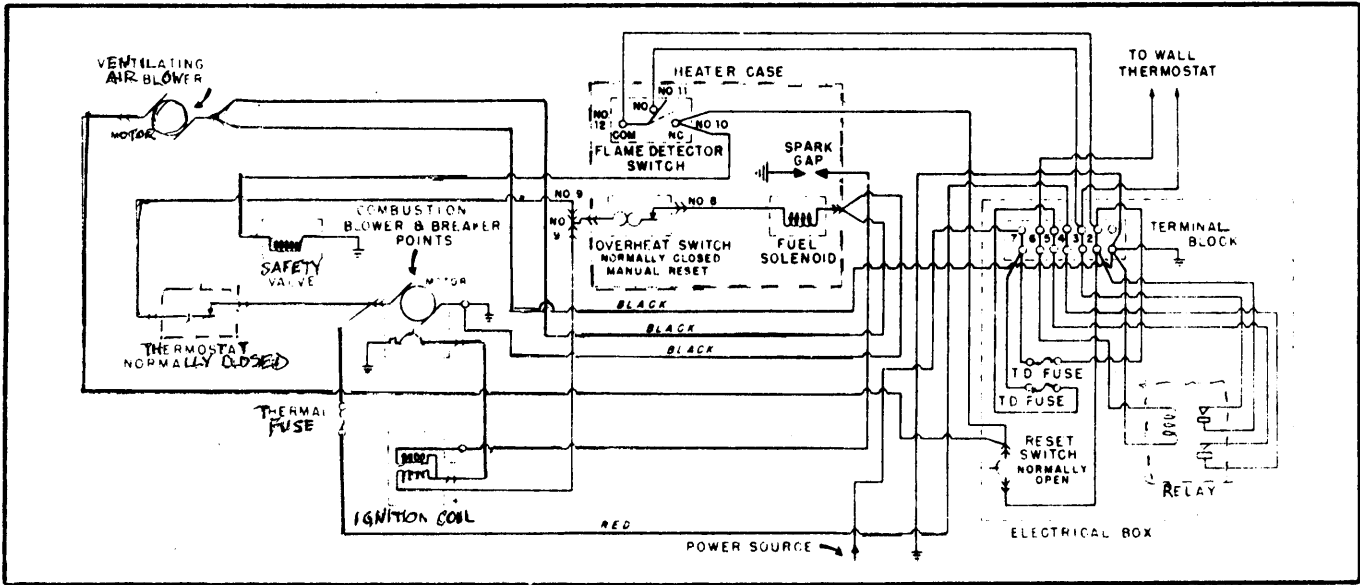 VENTILATING
AIR BLOWER
MOTOR
HEATER CASE
TO WALL
THERMOSTAT
NO 11
NO
NO.
12
COM
NC
NO 10
FLAME DETECTOR
SWITCH
SPARK
GAP
NO 9
NO
9
NO 8
COMBUSTION
BLOWER & BREAKER
POINTS
OVERHEAT SWITCH
NORMALLY CLOSED
MANUAL RESET
FUEL
SOLENOID
7 6 5 4 3 2
TERMINAL
BLOCK
SAFETY
VALVE
MOTOR
BLACK
BLACK
BLACK
THERMOSTAT
NORMALLY CLOSED
TD FUSE
TD FUSE
THERMAL
FUSE
RESET
SWITCH
NORMALLY
OPEN
RELAY
IGNITION COIL
RED
ELECTRICAL BOX
POWER SOURCE